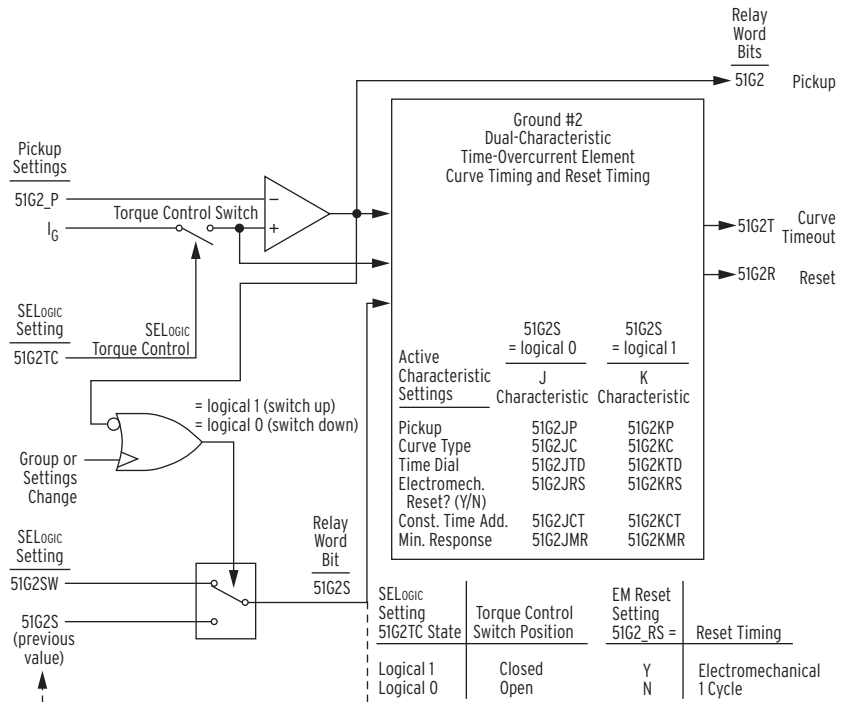 Relay
Word
Bits
51G2 Pickup
Ground #2
Dual-Characteristic
Time-Overcurrent Element
Curve Timing and Reset Timing
Pickup
Settings
51G2_P
Torque Control Switch
IG
−
+
51G2T Curve
Timeout
51G2R Reset
SELOGIC
Setting
51G2TC
SELOGIC
Torque Control
51G2S
= logical 0
51G2S
= logical 1
Active
Characteristic
Settings
J
Characteristic
K
Characteristic
Pickup 51G2JP 51G2KP
Curve Type 51G2JC 51G2KC
Time Dial 51G2JTD 51G2KTD
Electromech. 51G2JRS 51G2KRS
Reset? (Y/N)
Const. Time Add. 51G2JCT 51G2KCT
Min. Response 51G2JMR 51G2KMR
= logical 1 (switch up)
= logical 0 (switch down)
Group or
Settings
Change
SELOGIC
Setting
51G2SW
51G2S
(previous
value)
Relay
Word
Bit
51G2S
SELOGIC
Setting
51G2TC State
Torque Control
Switch Position
Logical 1 Closed
Logical 0 Open
EM Reset
Setting
51G2_RS =
Reset Timing
Y Electromechanical
N 1 Cycle